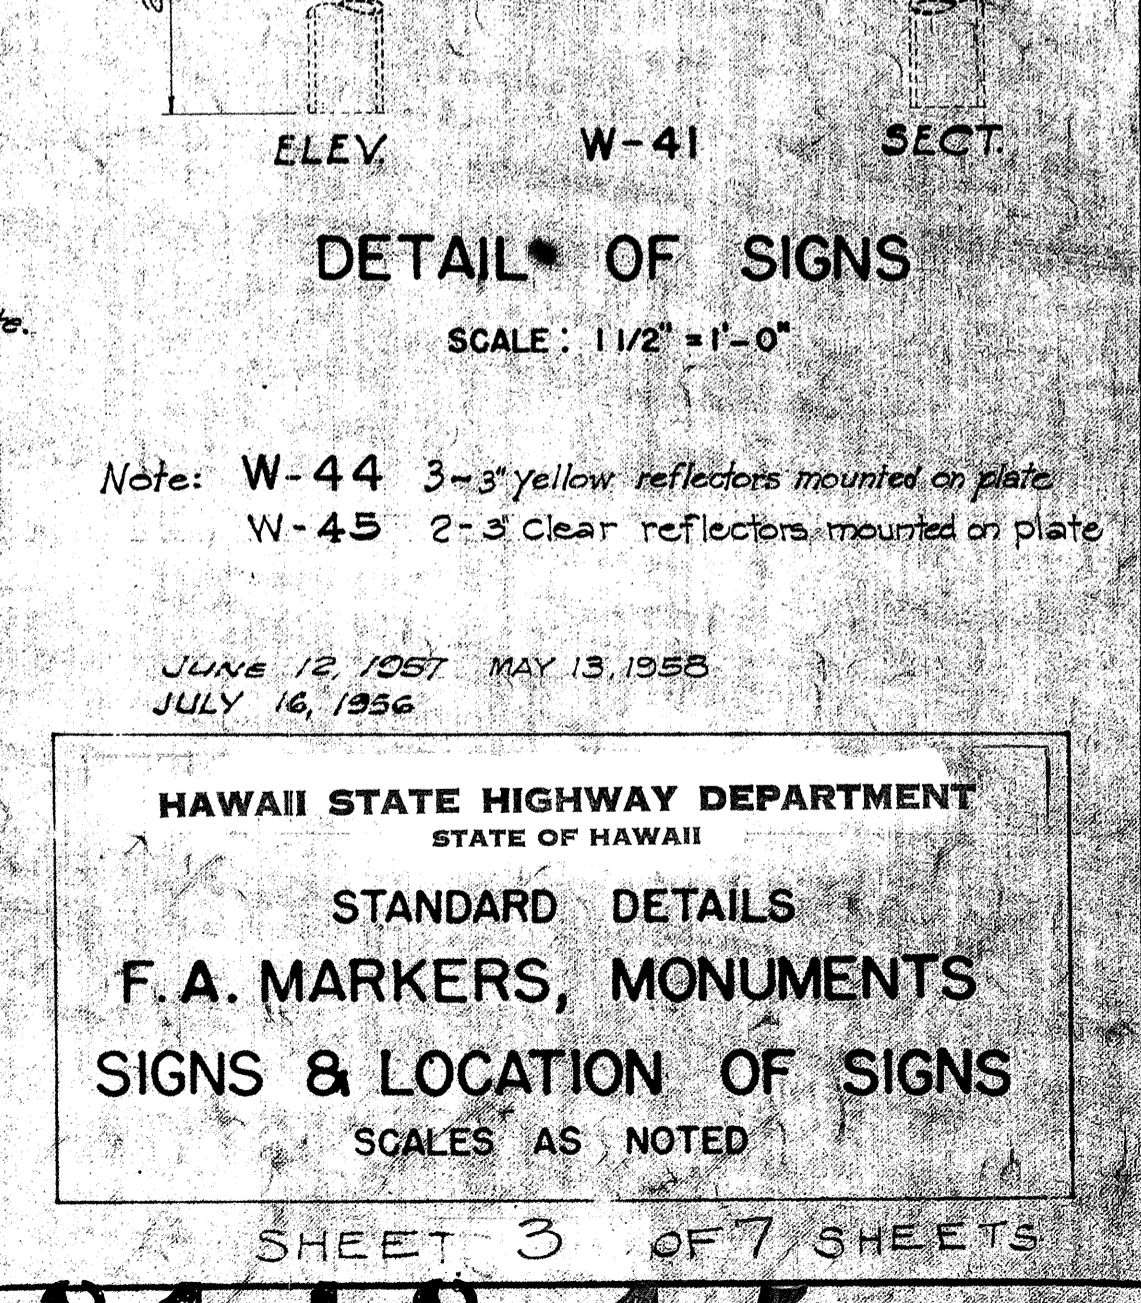 ELEV. W-41 SECT.
DETAIL OF SIGNS
te.
SCALE: 1 1/2" = 1'-0"
Note: W-44 3-3" yellow reflectors mounted on plate
W-45 2-3" Clear reflectors mounted on plate
JUNE 12, 1957 MAY 13, 1958
JULY 16, 1956
HAWAII STATE HIGHWAY DEPARTMENT
STATE OF HAWAII
STANDARD DETAILS
F.A. MARKERS, MONUMENTS
SIGNS & LOCATION OF SIGNS
SCALES AS NOTED
SHEET 3 OF 7 SHEETS